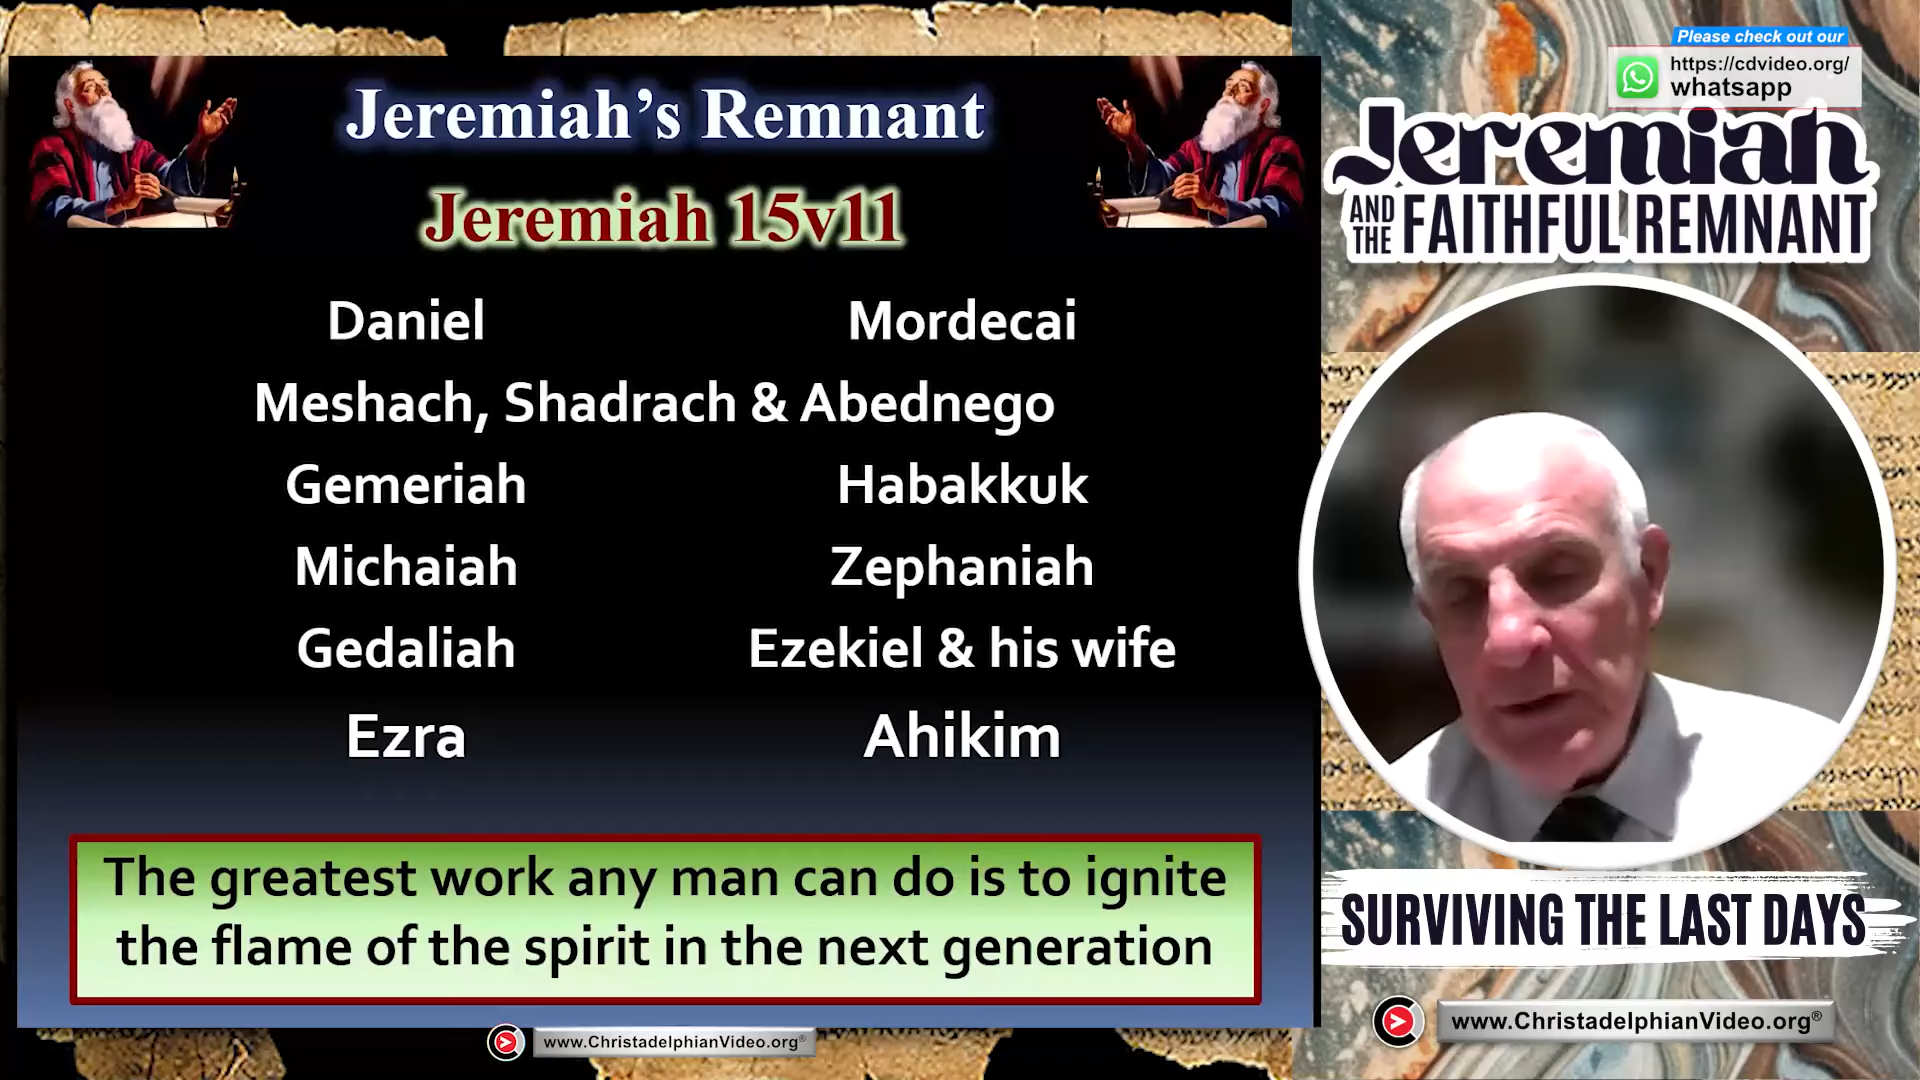 Jeremiah’s Remnant
Jeremiah 15v11
Daniel Mordecai
Meshach, Shadrach & Abednego
Gemeriah Habakkuk
Michaiah Zephaniah
Gedaliah Ezekiel & his wife
Ezra Ahikim
The greatest work any man can do is to ignite
the flame of the spirit in the next generation
www.ChristadelphianVideo.org®
Please check out our
https://cdvideo.org/
whatsapp
Jeremiah
AND THE FAITHFUL REMNANT
SURVIVING THE LAST DAYS
www.ChristadelphianVideo.org®